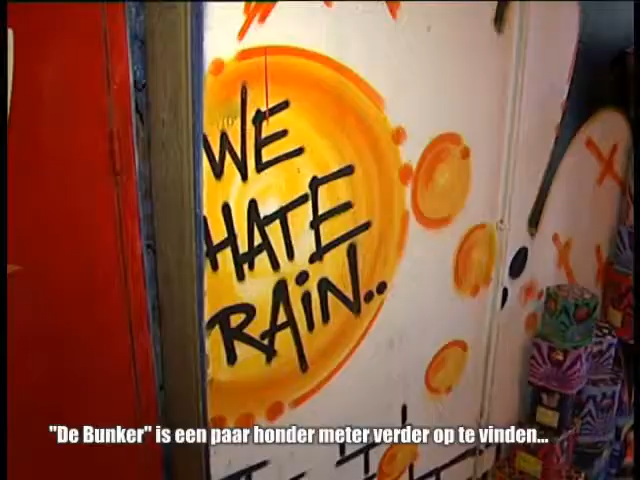 WE
HATE
RAiN..
"De Bunker" is een paar honder meter verder op te vinden...